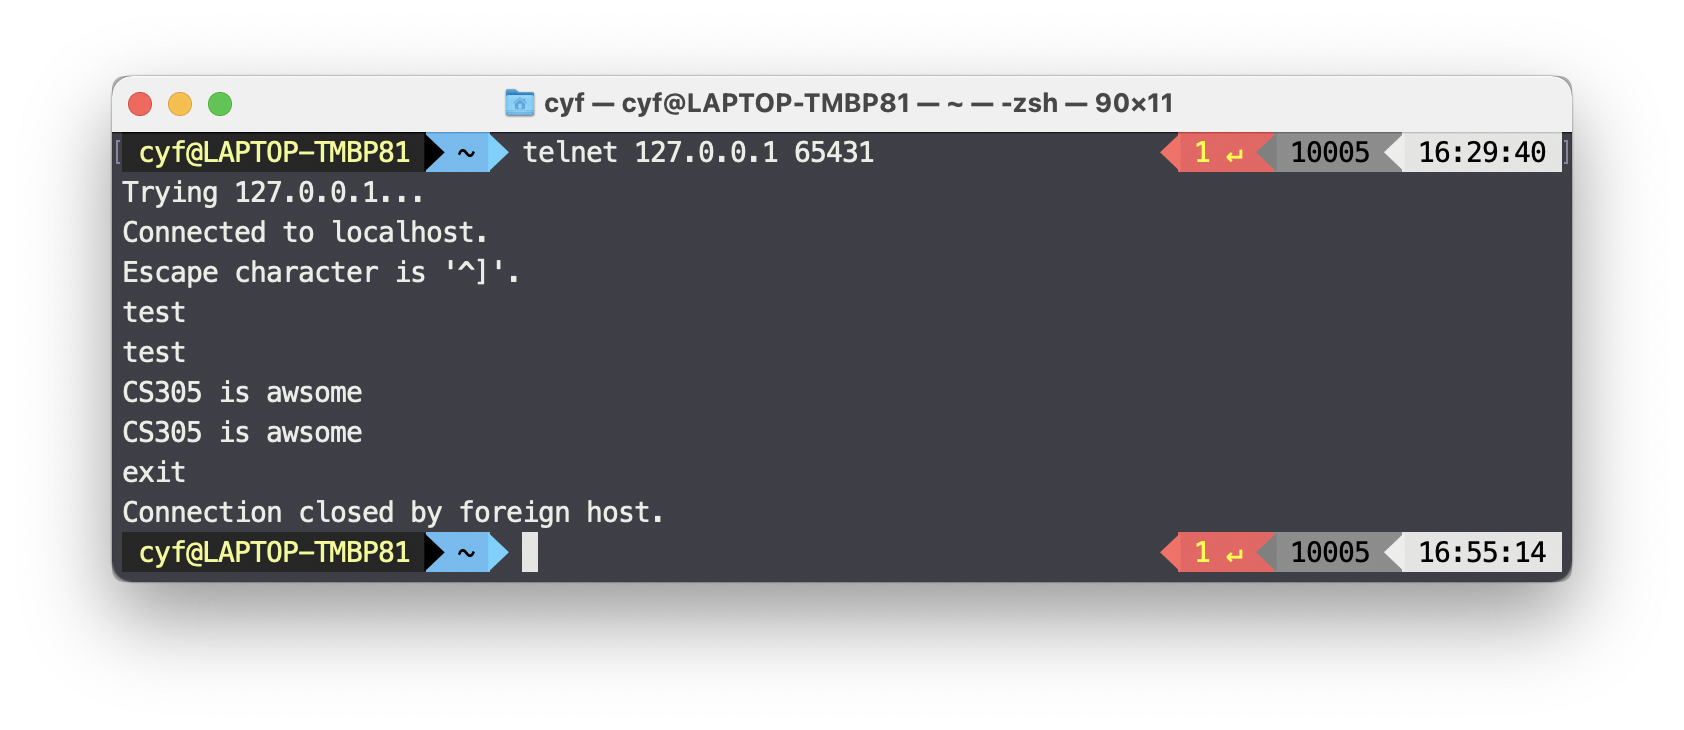 cyf — cyf@LAPTOP-TMBP81 — ~ — -zsh — 90×11
[ cyf@LAPTOP-TMBP81 ~ telnet 127.0.0.1 65431 1 ↵ 10005 16:29:40 ]
Trying 127.0.0.1...
Connected to localhost.
Escape character is '^]'.
test
test
CS305 is awsome
CS305 is awsome
exit
Connection closed by foreign host.
cyf@LAPTOP-TMBP81 ~ 1 ↵ 10005 16:55:14